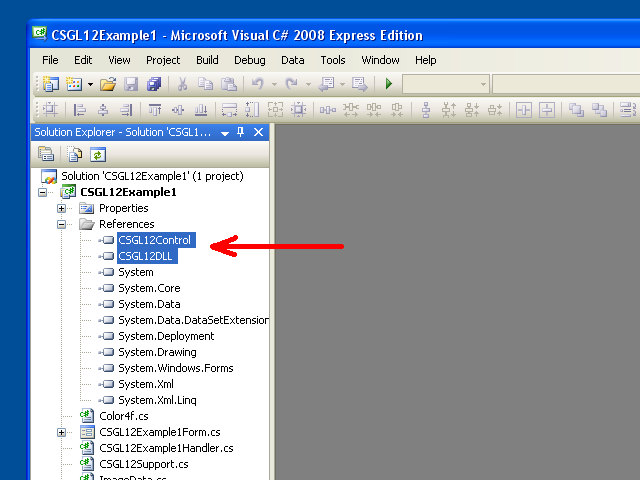 CSGL12Example1 - Microsoft Visual C# 2008 Express Edition
File Edit View Project Build Debug Data Tools Window Help
Solution Explorer - Solution 'CSGL1...
Solution 'CSGL12Example1' (1 project)
CSGL12Example1
Properties
References
CSGL12Control
CSGL12DLL
System
System.Core
System.Data
System.Data.DataSetExtension
System.Deployment
System.Drawing
System.Windows.Forms
System.Xml
System.Xml.Linq
Color4f.cs
CSGL12Example1Form.cs
CSGL12Example1Handler.cs
CSGL12Support.cs
ImageData.cs